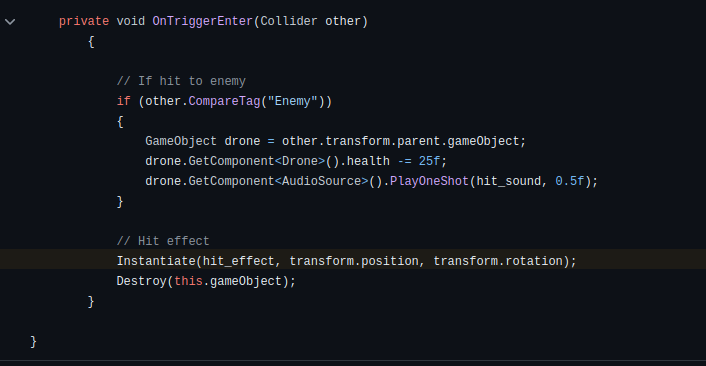 private void OnTriggerEnter(Collider other)
{
// If hit to enemy
if (other.CompareTag("Enemy"))
{
GameObject drone = other.transform.parent.gameObject;
drone.GetComponent<Drone>().health -= 25f;
drone.GetComponent<AudioSource>().PlayOneShot(hit_sound, 0.5f);
}
// Hit effect
Instantiate(hit_effect, transform.position, transform.rotation);
Destroy(this.gameObject);
}
}